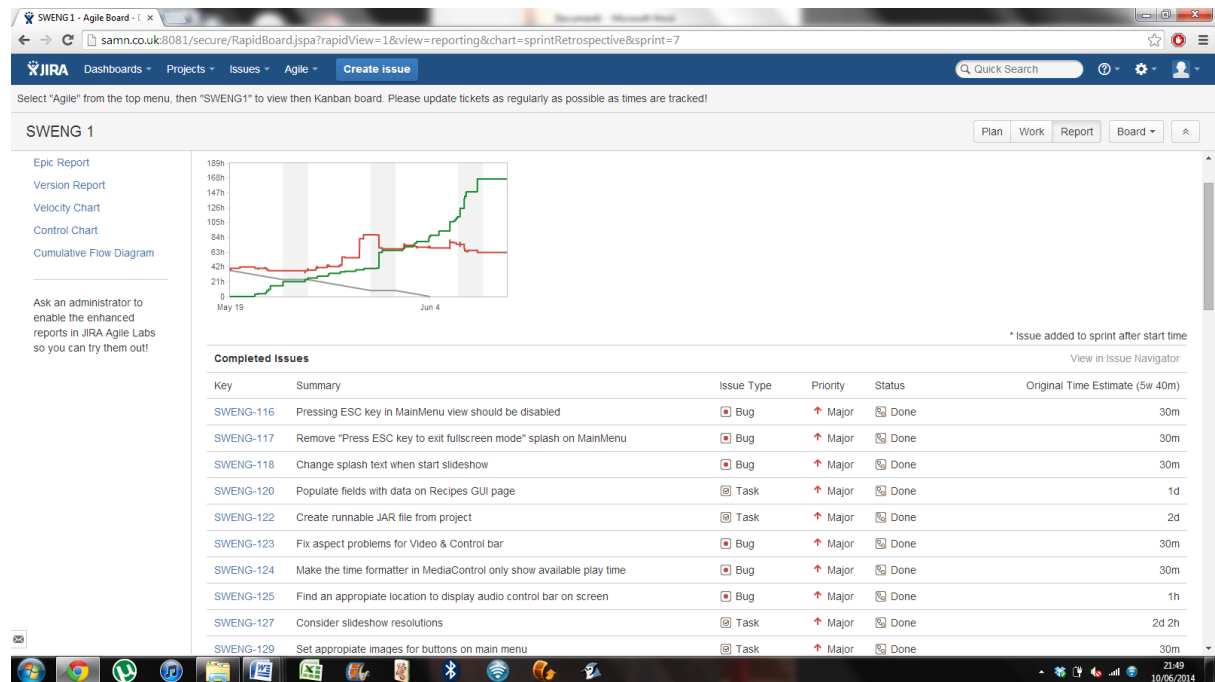 SWENG 1 - Agile Board - 
Document2 - Microsoft Word
samn.co.uk:8081/secure/RapidBoard.jspa?rapidView=1&view=reporting&chart=sprintRetrospective&sprint=7
JIRA Dashboards Projects Issues Agile Create issue Quick Search
Select "Agile" from the top menu, then "SWENG1" to view then Kanban board. Please update tickets as regularly as possible as times are tracked!
SWENG 1 Plan Work Report Board
Epic Report
Version Report
Velocity Chart
Control Chart
Cumulative Flow Diagram
Ask an administrator to
enable the enhanced
reports in JIRA Agile Labs
so you can try them out!
189h
168h
147h
126h
105h
84h
63h
42h
21h
0
May 19 Jun 4
* Issue added to sprint after start time
Completed Issues View in Issue Navigator
Key Summary Issue Type Priority Status Original Time Estimate (5w 40m)
SWENG-116 Pressing ESC key in MainMenu view should be disabled Bug Major Done 30m
SWENG-117 Remove "Press ESC key to exit fullscreen mode" splash on MainMenu Bug Major Done 30m
SWENG-118 Change splash text when start slideshow Bug Major Done 30m
SWENG-120 Populate fields with data on Recipes GUI page Task Major Done 1d
SWENG-122 Create runnable JAR file from project Task Major Done 2d
SWENG-123 Fix aspect problems for Video & Control bar Bug Major Done 30m
SWENG-124 Make the time formatter in MediaControl only show available play time Bug Major Done 30m
SWENG-125 Find an appropiate location to display audio control bar on screen Bug Major Done 1h
SWENG-127 Consider slideshow resolutions Task Major Done 2d 2h
SWENG-129 Set appropiate images for buttons on main menu Task Major Done 30m
21:49
10/06/2014